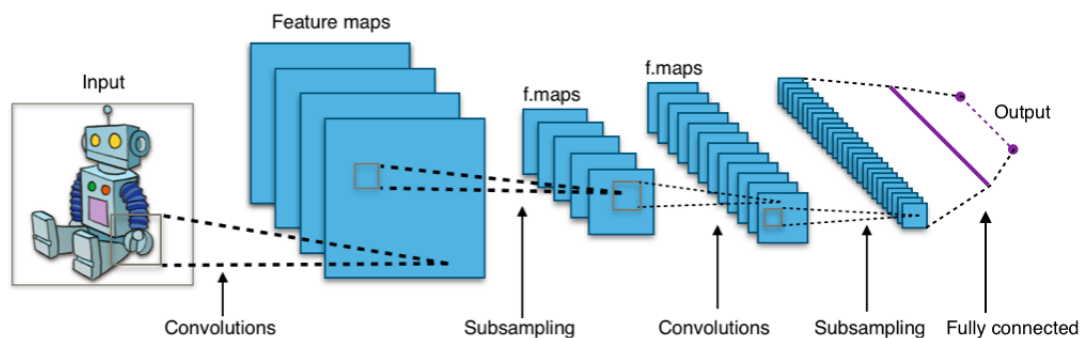 Feature maps
Input
f.maps
f.maps
Output
Convolutions
Subsampling
Convolutions
Subsampling
Fully connected